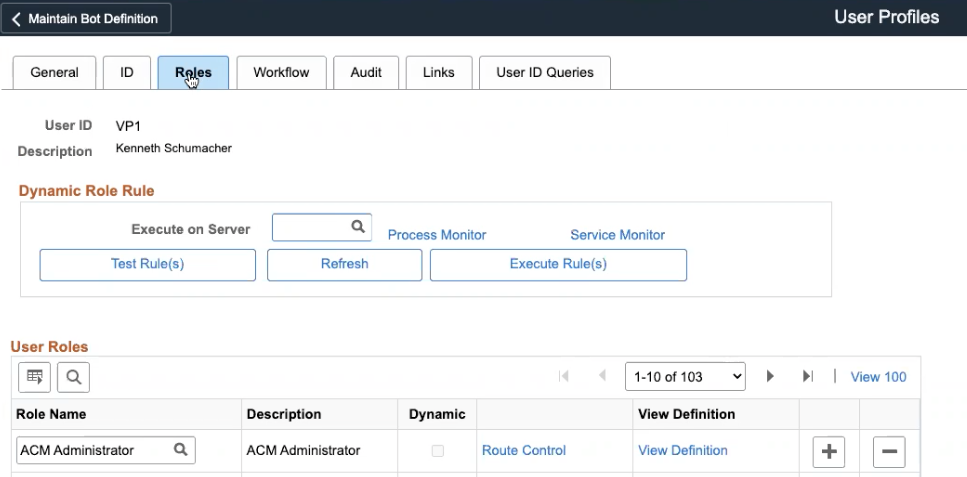 Maintain Bot Definition
User Profiles
General ID Roles Workflow Audit Links User ID Queries
User ID VP1
Description Kenneth Schumacher
Dynamic Role Rule
Execute on Server Process Monitor Service Monitor
Test Rule(s) Refresh Execute Rule(s)
User Roles
1-10 of 103 | View 100
Role Name Description Dynamic View Definition
ACM Administrator ACM Administrator Route Control View Definition